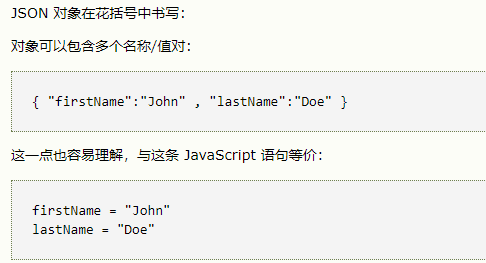 JSON 对象在花括号中书写：
对象可以包含多个名称/值对：
{ "firstName":"John" , "lastName":"Doe" }
这一点也容易理解，与这条 JavaScript 语句等价：
firstName = "John"
lastName = "Doe"